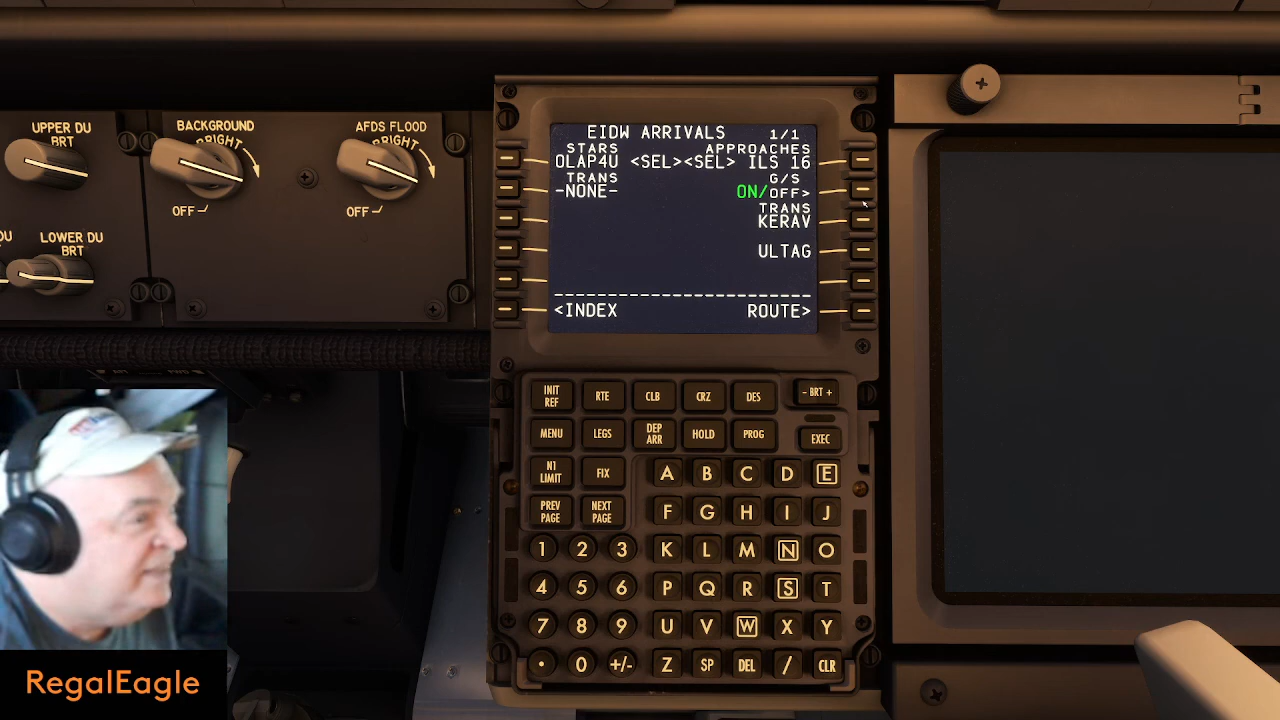 UPPER DU
BRT
BACKGROUND
BRIGHT
OFF
AFDS FLOOD
BRIGHT
OFF
DU
LOWER DU
BRT
EIDW ARRIVALS 1/1
STARS APPROACHES
OLAP4U <SEL><SEL> ILS 16
TRANS G/S
-NONE- ON/OFF>
TRANS
KERAV
ULTAG
--------------------------
<INDEX ROUTE>
INIT REF RTE CLB CRZ DES - BRT +
MENU LEGS DEP ARR HOLD PROG EXEC
N1 LIMIT FIX A B C D E
PREV PAGE NEXT PAGE F G H I J
1 2 3 K L M N O
4 5 6 P Q R S T
7 8 9 U V W X Y
. 0 +/- Z SP DEL / CLR
RegalEagle